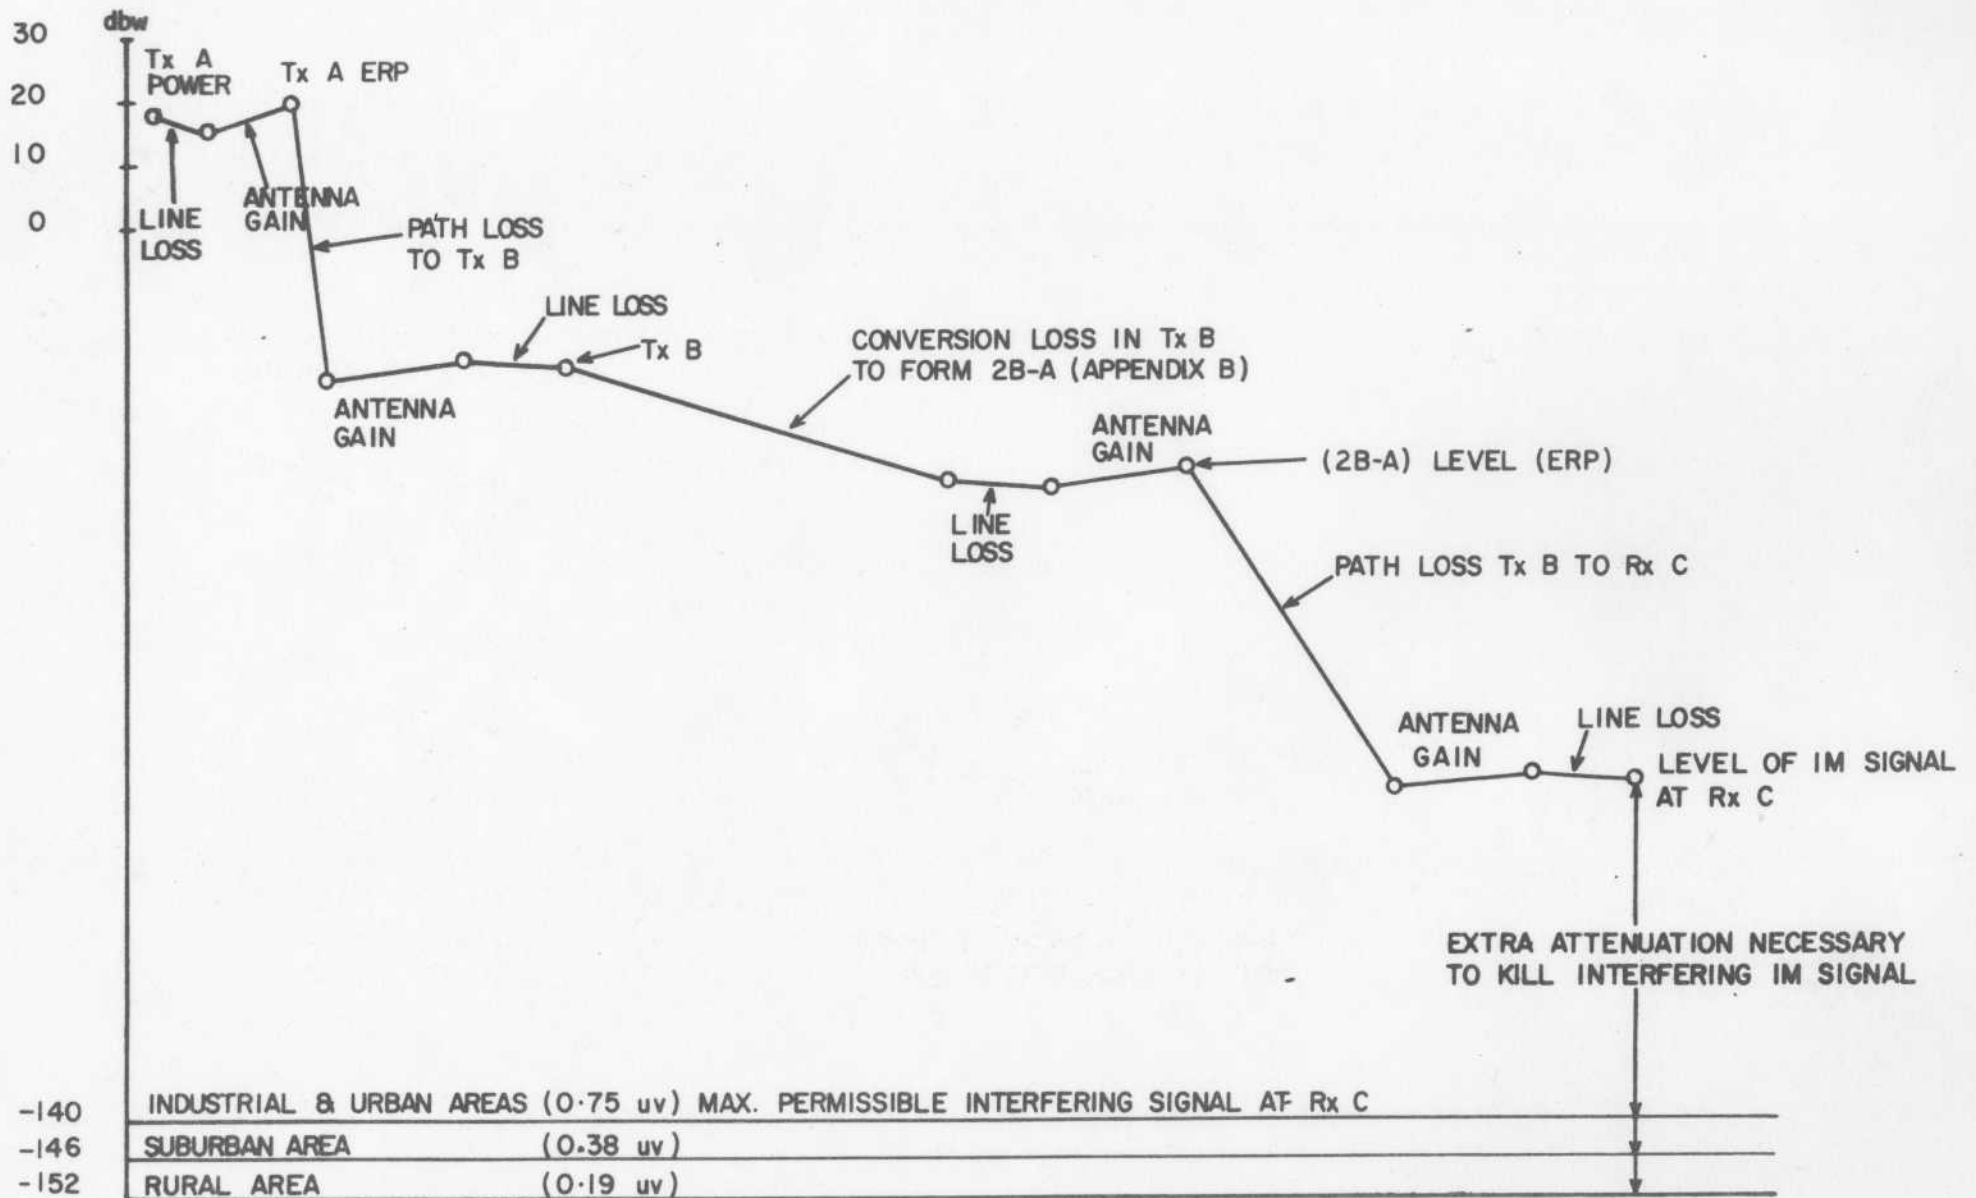 dbw
30
20
10
0
Tx A
POWER
Tx A ERP
LINE
LOSS
ANTENNA
GAIN
PATH LOSS
TO Tx B
LINE LOSS
Tx B
ANTENNA
GAIN
CONVERSION LOSS IN Tx B
TO FORM 2B-A (APPENDIX B)
LINE
LOSS
ANTENNA
GAIN
(2B-A) LEVEL (ERP)
PATH LOSS Tx B TO Rx C
ANTENNA
GAIN
LINE LOSS
LEVEL OF IM SIGNAL
AT Rx C
EXTRA ATTENUATION NECESSARY
TO KILL INTERFERING IM SIGNAL
-140 INDUSTRIAL & URBAN AREAS (0.75 uv) MAX. PERMISSIBLE INTERFERING SIGNAL AT Rx C
-146 SUBURBAN AREA (0.38 uv)
-152 RURAL AREA (0.19 uv)